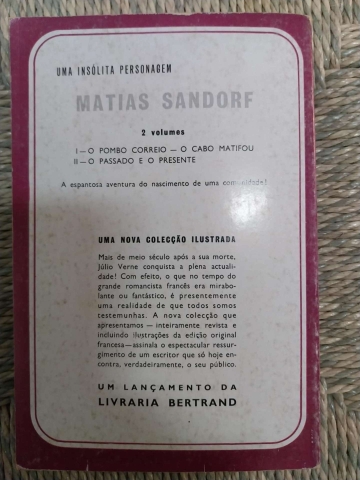 UMA INSÓLITA PERSONAGEM
MATIAS SANDORF
2 volumes
I — O POMBO CORREIO — O CABO MATIFOU
II — O PASSADO E O PRESENTE
A espantosa aventura do nascimento de uma comunidade!
UMA NOVA COLECÇÃO ILUSTRADA
Mais de meio século após a sua morte,
Júlio Verne conquista a plena actuali-
dade! Com efeito, o que no tempo do
grande romancista francês era mirabo-
lante ou fantástico, é presentemente
uma realidade de que todos somos
testemunhas. A nova colecção que
apresentamos — inteiramente revista e
incluindo ilustrações da edição original
francesa — assinala o espectacular ressur-
gimento de um escritor que só hoje en-
contra, verdadeiramente, o seu público.
UM LANÇAMENTO DA
LIVRARIA BERTRAND